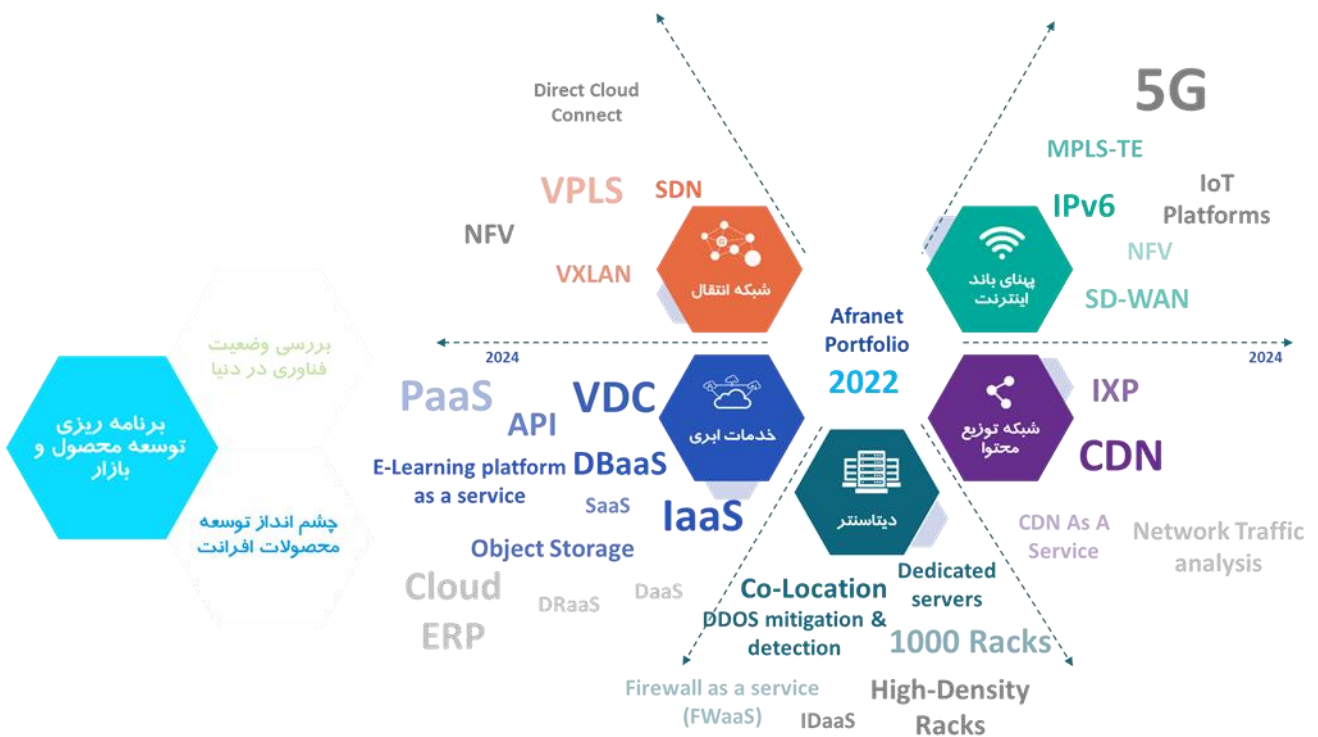 برنامه ریزی
توسعه محصول و
بازار
بررسی وضعیت
فناوری در دنیا
چشم انداز توسعه
محصولات افرانت
Direct Cloud
Connect
VPLS
SDN
NFV
VXLAN
شبکه انتقال
5G
MPLS-TE
IoT
Platforms
IPv6
NFV
SD-WAN
پهنای باند
اینترنت
Afranet
Portfolio
2022
2024
2024
PaaS
VDC
API
E-Learning platform
as a service
DBaaS
SaaS
IaaS
Object Storage
Cloud
ERP
DRaaS
DaaS
خدمات ابری
شبکه توزیع
محتوا
IXP
CDN
CDN As A
Service
Network Traffic
analysis
دیتاسنتر
Co-Location
Dedicated
servers
DDOS mitigation &
detection
1000 Racks
Firewall as a service
(FWaaS)
IDaaS
High-Density
Racks